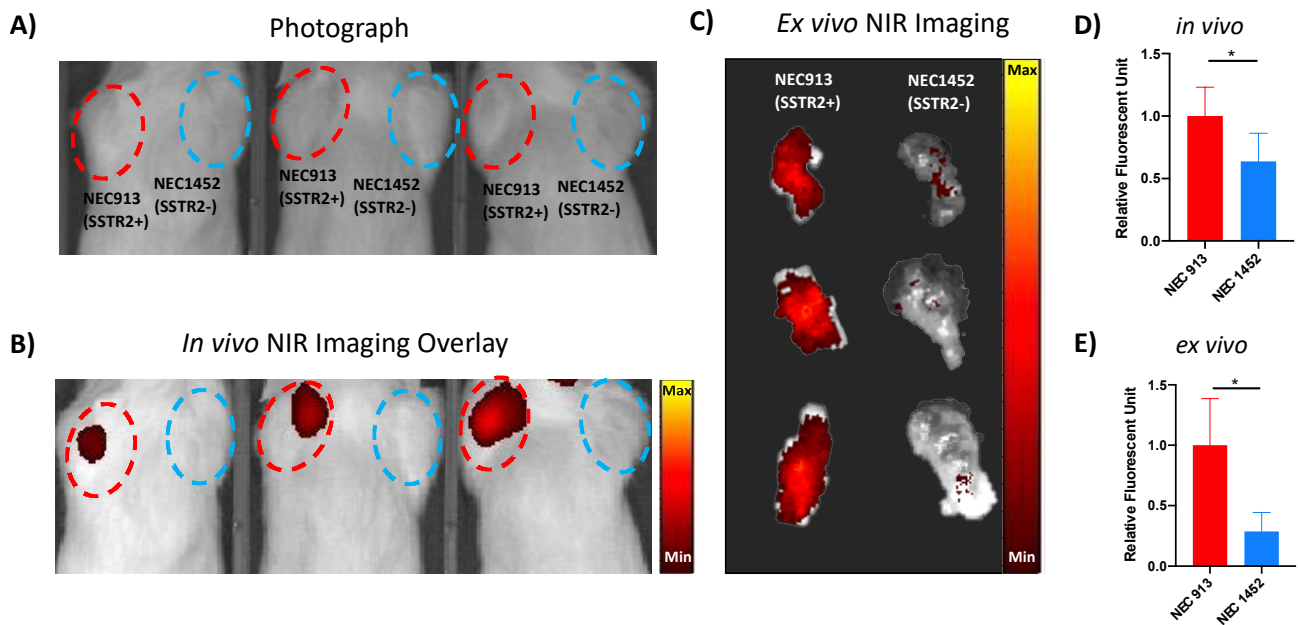 A)
Photograph
NEC913
(SSTR2+)
NEC1452
(SSTR2-)
NEC913
(SSTR2+)
NEC1452
(SSTR2-)
NEC913
(SSTR2+)
NEC1452
(SSTR2-)
B)
In vivo NIR Imaging Overlay
Max
Min
C)
Ex vivo NIR Imaging
NEC913
(SSTR2+)
NEC1452
(SSTR2-)
Max
Min
D)
in vivo
Relative Fluorescent Unit
1.5
1.0
0.5
0.0
*
NEC 913
NEC 1452
E)
ex vivo
Relative Fluorescent Unit
1.5
1.0
0.5
0.0
*
NEC 913
NEC 1452